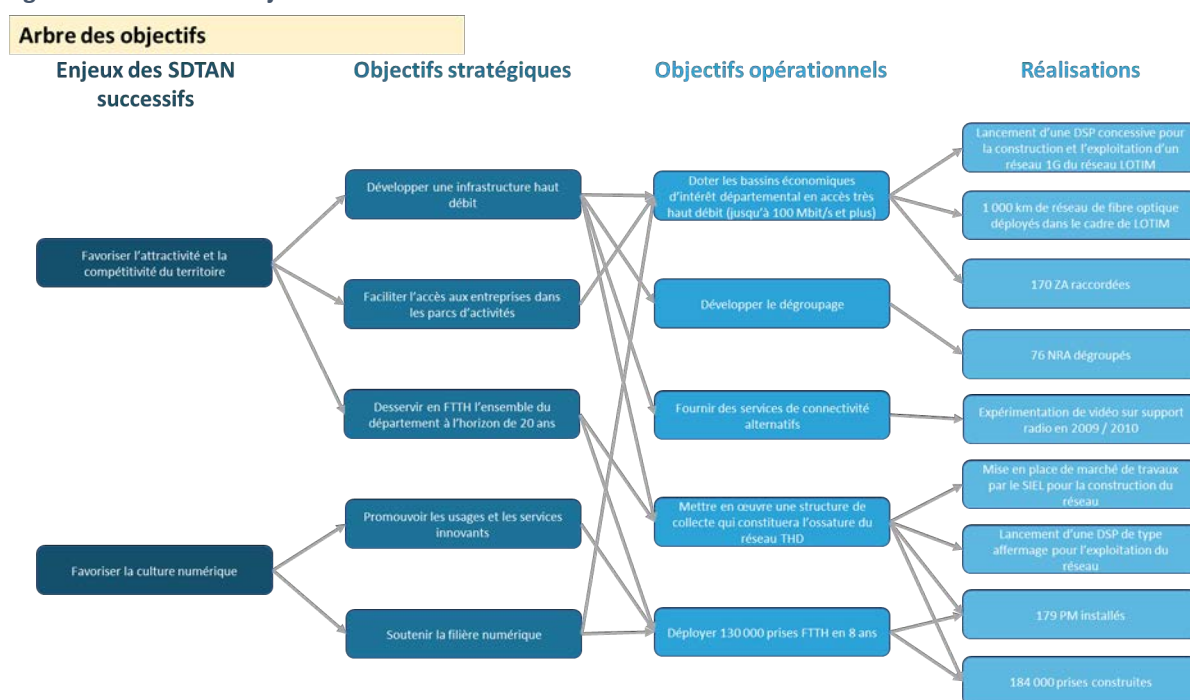 Arbre des objectifs
Enjeux des SDTAN
successifs
Objectifs stratégiques
Objectifs opérationnels
Réalisations
Favoriser l'attractivité et la
compétitivité du territoire
Favoriser la culture numérique
Développer une infrastructure haut
débit
Faciliter l'accès aux entreprises dans
les parcs d'activités
Desservir en FTTH l'ensemble du
département à l'horizon de 20 ans
Promouvoir les usages et les services
innovants
Soutenir la filière numérique
Doter les bassins économiques
d'intérêt départemental en accès très
haut débit (jusqu'à 100 Mbit/s et plus)
Développer le dégroupage
Fournir des services de connectivité
alternatifs
Mettre en œuvre une structure de
collecte qui constituera l'ossature du
réseau THD
Déployer 130 000 prises FTTH en 8 ans
Lancement d'une DSP concessive pour
la construction et l'exploitation d'un
réseau 1G du réseau LOTIM
1 000 km de réseau de fibre optique
déployés dans le cadre de LOTIM
170 ZA raccordées
76 NRA dégroupés
Expérimentation de vidéo sur support
radio en 2009 / 2010
Mise en place de marché de travaux
par le SIEL pour la construction du
réseau
Lancement d'une DSP de type
affermage pour l'exploitation du
réseau
179 PM installés
184 000 prises construites